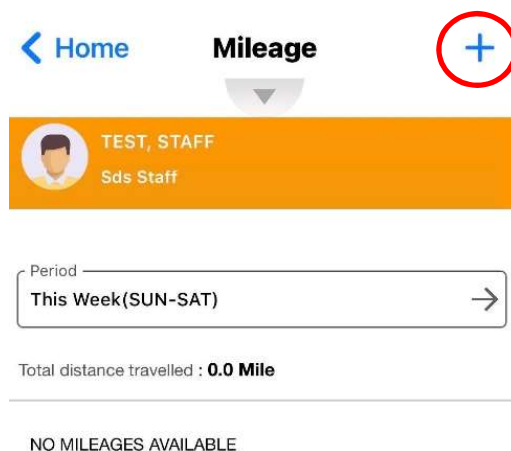 Home Mileage +
TEST, STAFF
Sds Staff
Period
This Week(SUN-SAT)
Total distance travelled : 0.0 Mile
NO MILEAGES AVAILABLE